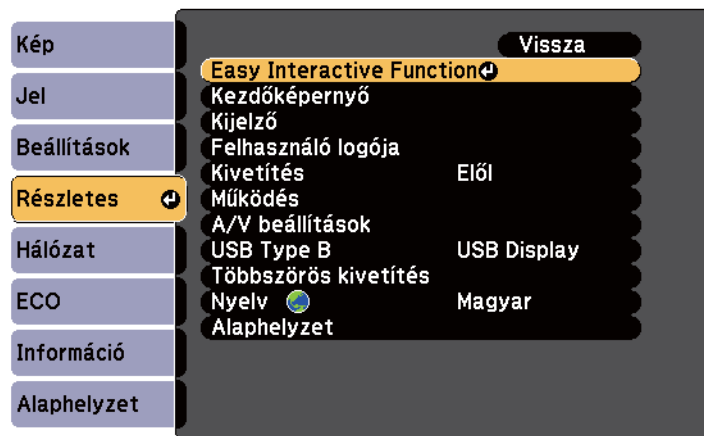 Kép
Jel
Beállítások
Részletes
Hálózat
ECO
Információ
Alaphelyzet
Vissza
Easy Interactive Function
Kezdőképernyő
Kijelző
Felhasználó logója
Kivetítés Elől
Működés
A/V beállítások
USB Type B USB Display
Többszörös kivetítés
Nyelv Magyar
Alaphelyzet